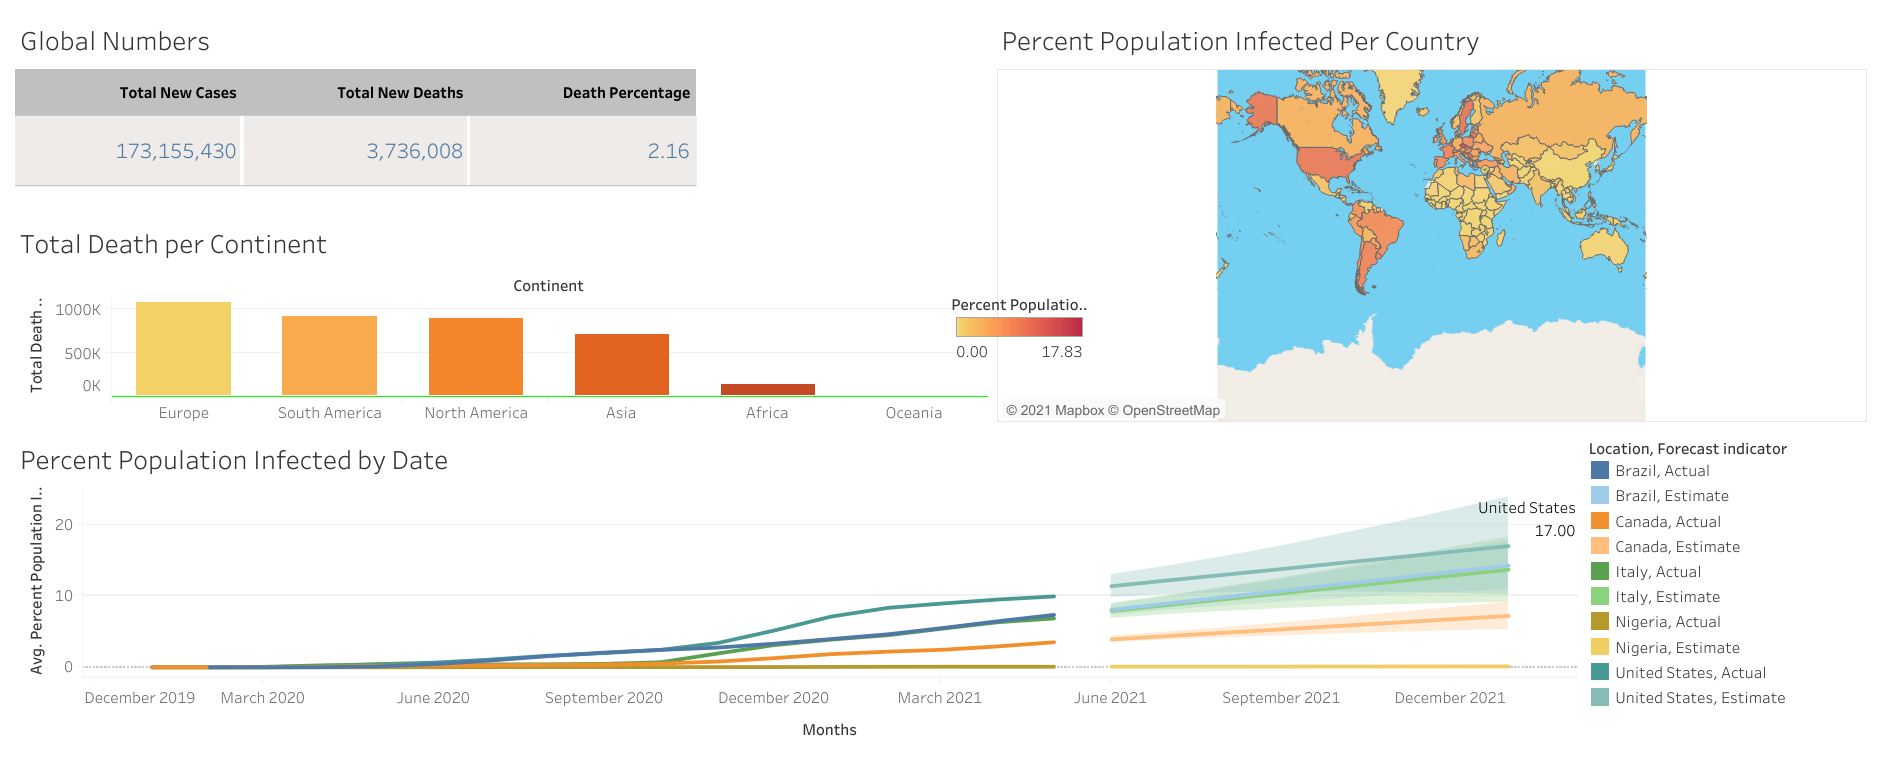 Global Numbers
Total New Cases Total New Deaths Death Percentage
173,155,430 3,736,008 2.16
Total Death per Continent
Continent
Total Death..
1000K
500K
0K
Europe South America North America Asia Africa Oceania
Percent Population Infected Per Country
Percent Populatio..
0.00 17.83
© 2021 Mapbox © OpenStreetMap
Percent Population Infected by Date
Avg. Percent Population I..
20
10
0
United States
17.00
December 2019 March 2020 June 2020 September 2020 December 2020 March 2021 June 2021 September 2021 December 2021
Months
Location, Forecast indicator
Brazil, Actual
Brazil, Estimate
Canada, Actual
Canada, Estimate
Italy, Actual
Italy, Estimate
Nigeria, Actual
Nigeria, Estimate
United States, Actual
United States, Estimate